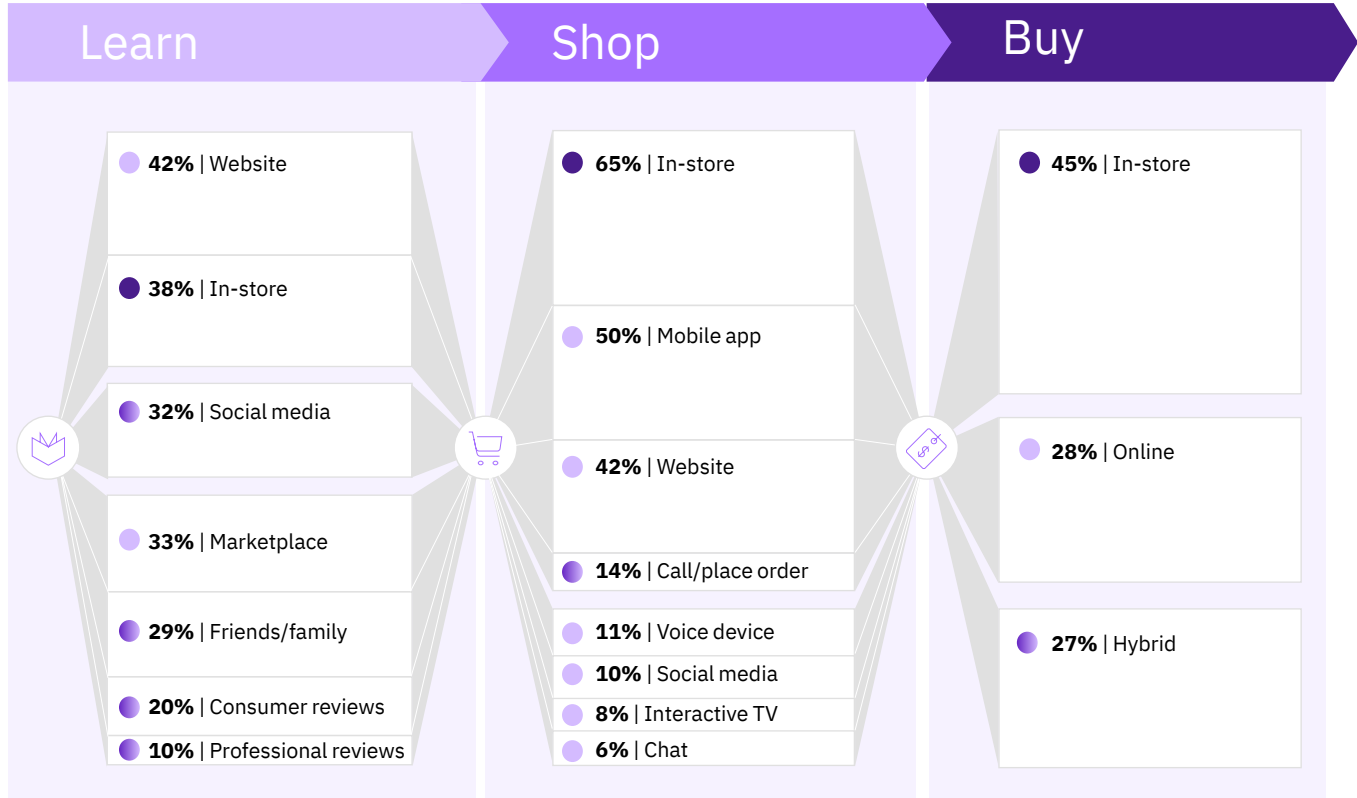 Learn
42% | Website
38% | In-store
32% | Social media
33% | Marketplace
29% | Friends/family
20% | Consumer reviews
10% | Professional reviews
Shop
65% | In-store
50% | Mobile app
42% | Website
14% | Call/place order
11% | Voice device
10% | Social media
8% | Interactive TV
6% | Chat
Buy
45% | In-store
28% | Online
27% | Hybrid
$